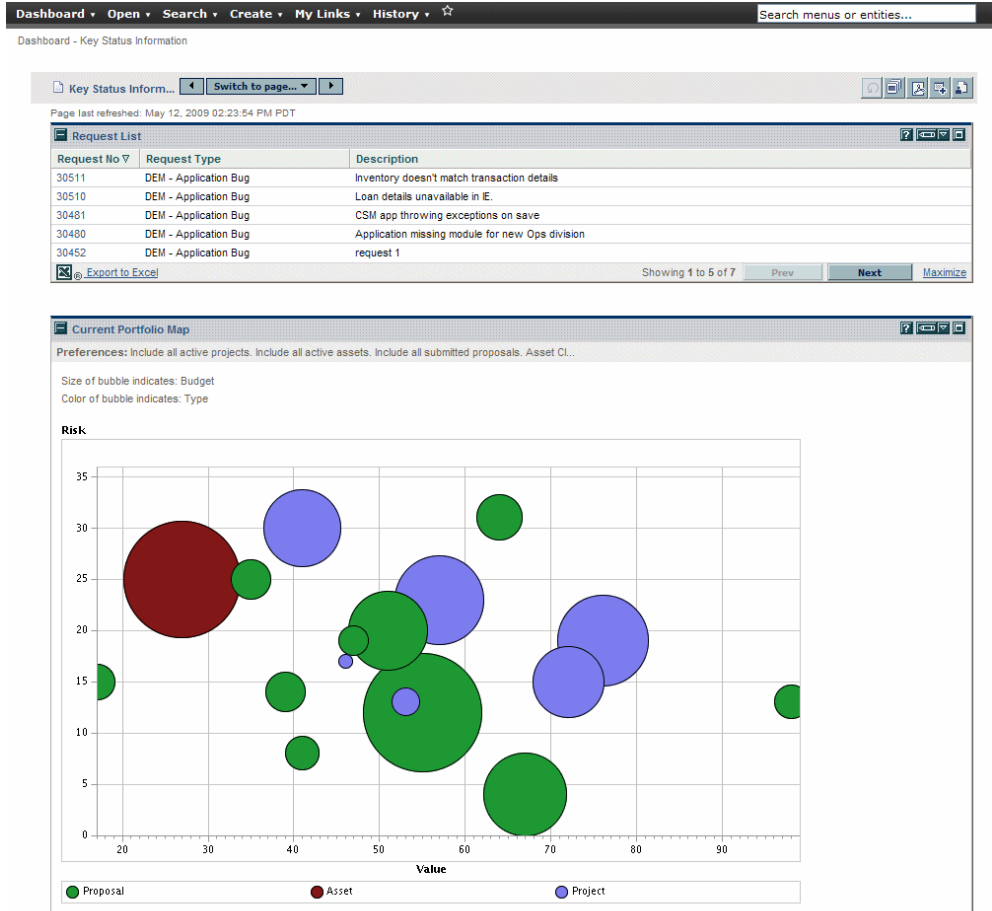 Dashboard Open Search Create My Links History Search menus or entities...
Dashboard - Key Status Information
Key Status Inform... Switch to page...
Page last refreshed: May 12, 2009 02:23:54 PM PDT
Request List
Request No Request Type Description
30511 DEM - Application Bug Inventory doesn't match transaction details
30510 DEM - Application Bug Loan details unavailable in IE.
30481 DEM - Application Bug CSM app throwing exceptions on save
30480 DEM - Application Bug Application missing module for new Ops division
30452 DEM - Application Bug request 1
® Export to Excel Showing 1 to 5 of 7 Prev Next Maximize
Current Portfolio Map
Preferences: Include all active projects. Include all active assets. Include all submitted proposals. Asset Cl...
Size of bubble indicates: Budget
Color of bubble indicates: Type
Risk
35
30
25
20
15
10
5
0
20 30 40 50 60 70 80 90
Value
Proposal Asset Project